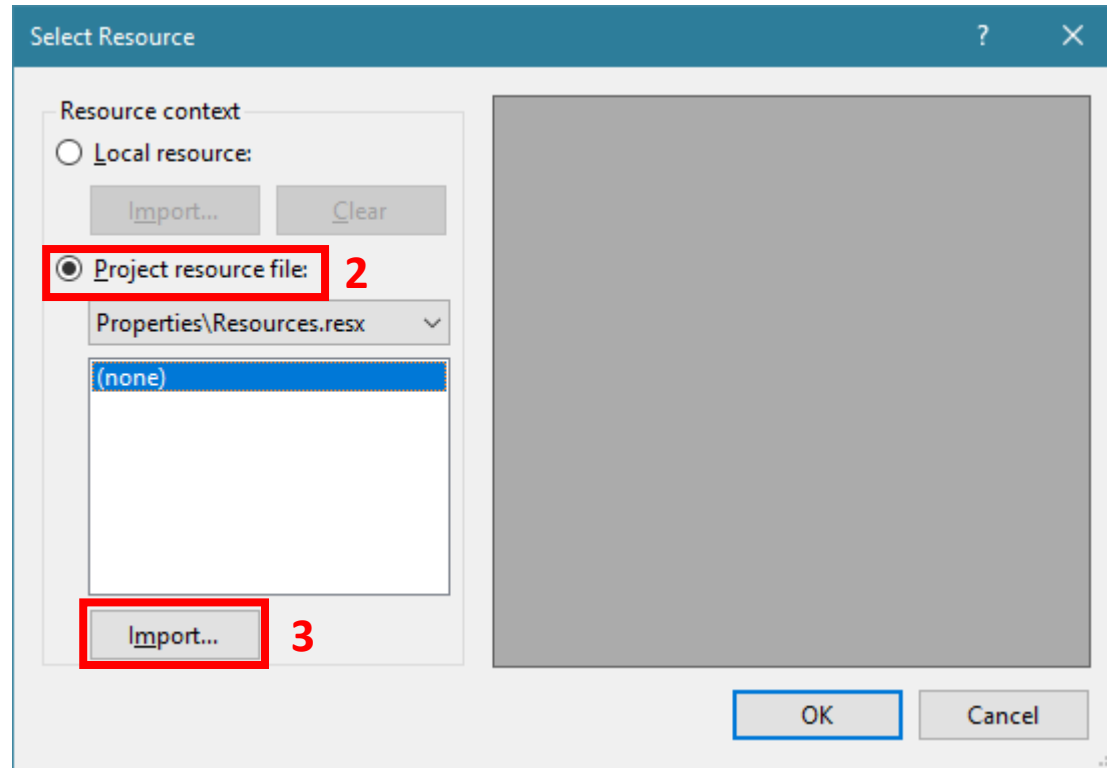 Select Resource
?
Resource context
Local resource:
Import...
Clear
Project resource file:
2
Properties\Resources.resx
(none)
Import...
3
OK
Cancel